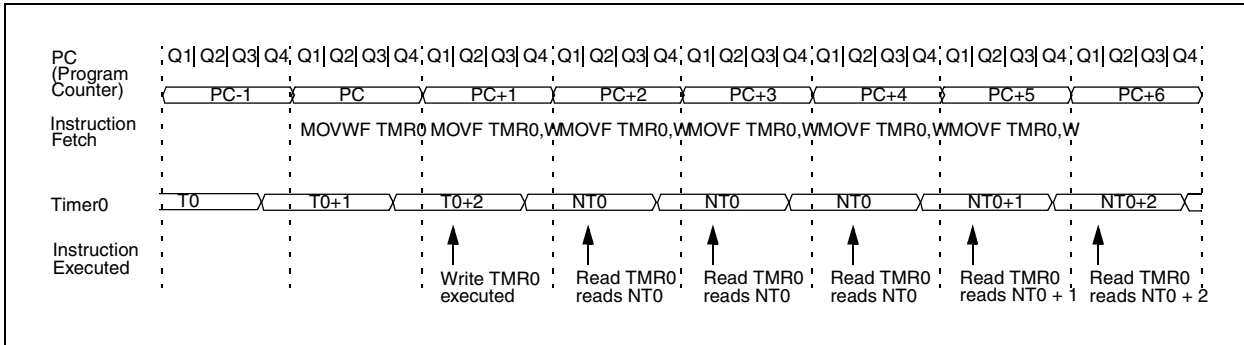 PC (Program Counter)
Q1| Q2| Q3| Q4 Q1| Q2| Q3| Q4 Q1| Q2| Q3| Q4 Q1| Q2| Q3| Q4 Q1| Q2| Q3| Q4 Q1| Q2| Q3| Q4 Q1| Q2| Q3| Q4 Q1| Q2| Q3| Q4
PC-1 PC PC+1 PC+2 PC+3 PC+4 PC+5 PC+6
Instruction Fetch
MOVWF TMR0 MOVF TMR0,W MOVF TMR0,W MOVF TMR0,W MOVF TMR0,W MOVF TMR0,W
Timer0
T0 T0+1 T0+2 NT0 NT0 NT0 NT0+1 NT0+2
Instruction Executed
Write TMR0 executed
Read TMR0 reads NT0
Read TMR0 reads NT0
Read TMR0 reads NT0
Read TMR0 reads NT0 + 1
Read TMR0 reads NT0 + 2